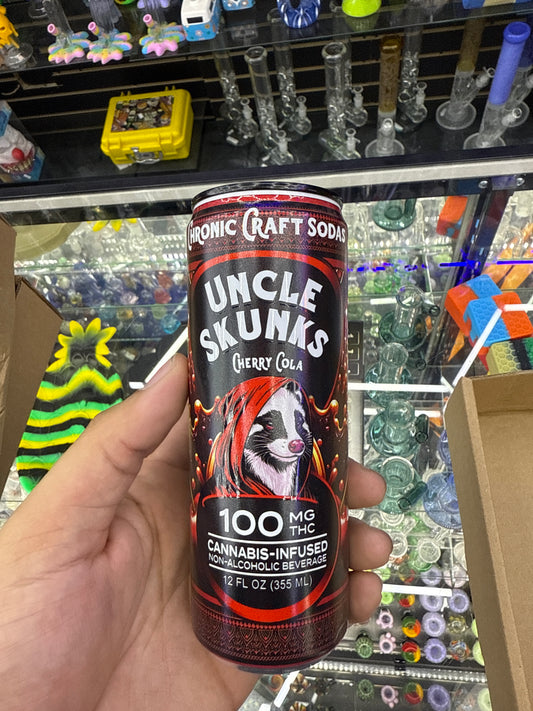 CHRONIC CRAFT SODAS
UNCLE
SKUNKS
CHERRY COLA
100 MG
THC
CANNABIS-INFUSED
NON-ALCOHOLIC BEVERAGE
12 FL OZ (355 ML)